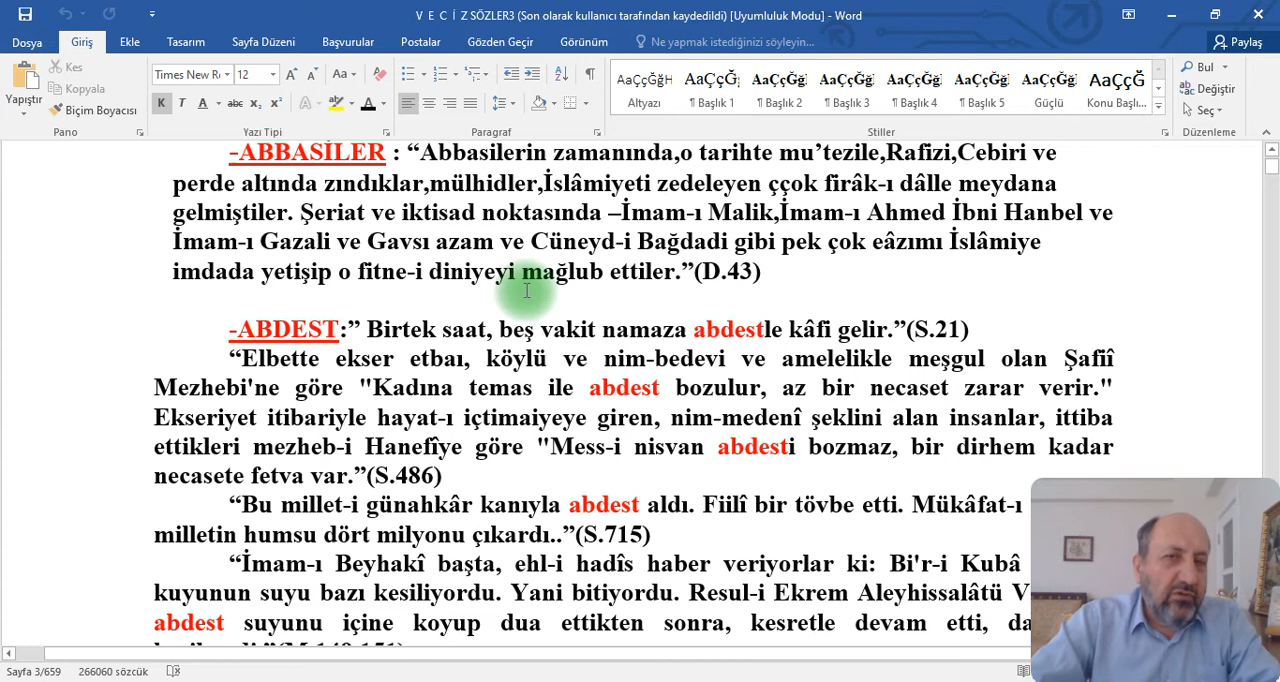 V E C İ Z SÖZLER3 (Son olarak kullanıcı tarafından kaydedildi) [Uyumluluk Modu] - Word
Dosya Giriş Ekle Tasarım Sayfa Düzeni Başvurular Postalar Gözden Geçir Görünüm Ne yapmak istediğinizi söyleyin... Paylaş
Yapıştır
Kes
Kopyala
Biçim Boyacısı
Times New Ro 12
Aa
K T A abc x₂ x² A A
AaÇçĞğH AaÇçĞ AaÇçĞğ AaÇçĞğ AaÇçĞğ AaÇçĞğ AaÇçĞğ AaÇçĞ
Altyazı ¶ Başlık 1 ¶ Başlık 2 ¶ Başlık 3 ¶ Başlık 4 ¶ Başlık 5 Güçlü Konu Başlı...
Bul
Değiştir
Seç
Pano Yazı Tipi Paragraf Stiller Düzenleme
-ABBASİLER : “Abbasilerin zamanında,o tarihte mu’tezile,Rafizi,Cebiri ve
perde altında zındıklar,mülhidler,İslâmiyeti zedeleyen ççok firâk-ı dâlle meydana
gelmiştiler. Şeriat ve iktisad noktasında –İmam-ı Malik,İmam-ı Ahmed İbni Hanbel ve
İmam-ı Gazali ve Gavsı azam ve Cüneyd-i Bağdadi gibi pek çok eâzımı İslâmiye
imdada yetişip o fitne-i diniyeyi mağlub ettiler.”(D.43)
-ABDEST:” Birtek saat, beş vakit namaza abdestle kâfi gelir.”(S.21)
“Elbette ekser etbaı, köylü ve nim-bedevi ve amelelikle meşgul olan Şafiî
Mezhebi'ne göre "Kadına temas ile abdest bozulur, az bir necaset zarar verir."
Ekseriyet itibariyle hayat-ı içtimaiyeye giren, nim-medenî şeklini alan insanlar, ittiba
ettikleri mezheb-i Hanefîye göre "Mess-i nisvan abdesti bozmaz, bir dirhem kadar
necasete fetva var.”(S.486)
“Bu millet-i günahkâr kanıyla abdest aldı. Fiilî bir tövbe etti. Mükâfat-ı
milletin humsu dört milyonu çıkardı..”(S.715)
“İmam-ı Beyhakî başta, ehl-i hadîs haber veriyorlar ki: Bi'r-i Kubâ
kuyunun suyu bazı kesiliyordu. Yani bitiyordu. Resul-i Ekrem Aleyhissalâtü V
abdest suyunu içine koyup dua ettikten sonra, kesretle devam etti, da
Sayfa 3/659 266060 sözcük